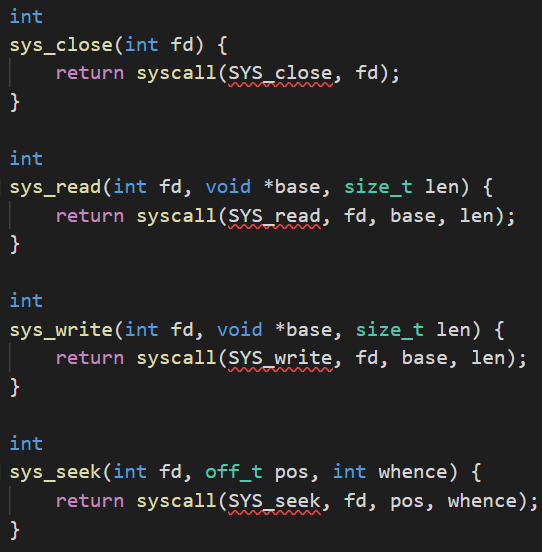 int
sys_close(int fd) {
    return syscall(SYS_close, fd);
}

int
sys_read(int fd, void *base, size_t len) {
    return syscall(SYS_read, fd, base, len);
}

int
sys_write(int fd, void *base, size_t len) {
    return syscall(SYS_write, fd, base, len);
}

int
sys_seek(int fd, off_t pos, int whence) {
    return syscall(SYS_seek, fd, pos, whence);
}